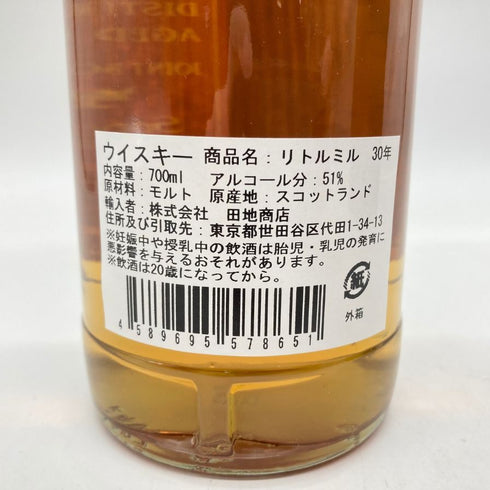 DIST
AGED
JOINT
ウイスキー 商品名：リトルミル 30年
内容量：700ml アルコール分：51%
原材料：モルト 原産地：スコットランド
輸入者：株式会社 田地商店
住所及び引取先：東京都世田谷区代田1-34-13
※妊娠中や授乳中の飲酒は胎児・乳児の発育に
悪影響を与えるおそれがあります。
※飲酒は20歳になってから。
紙
外箱
4 589695 578651